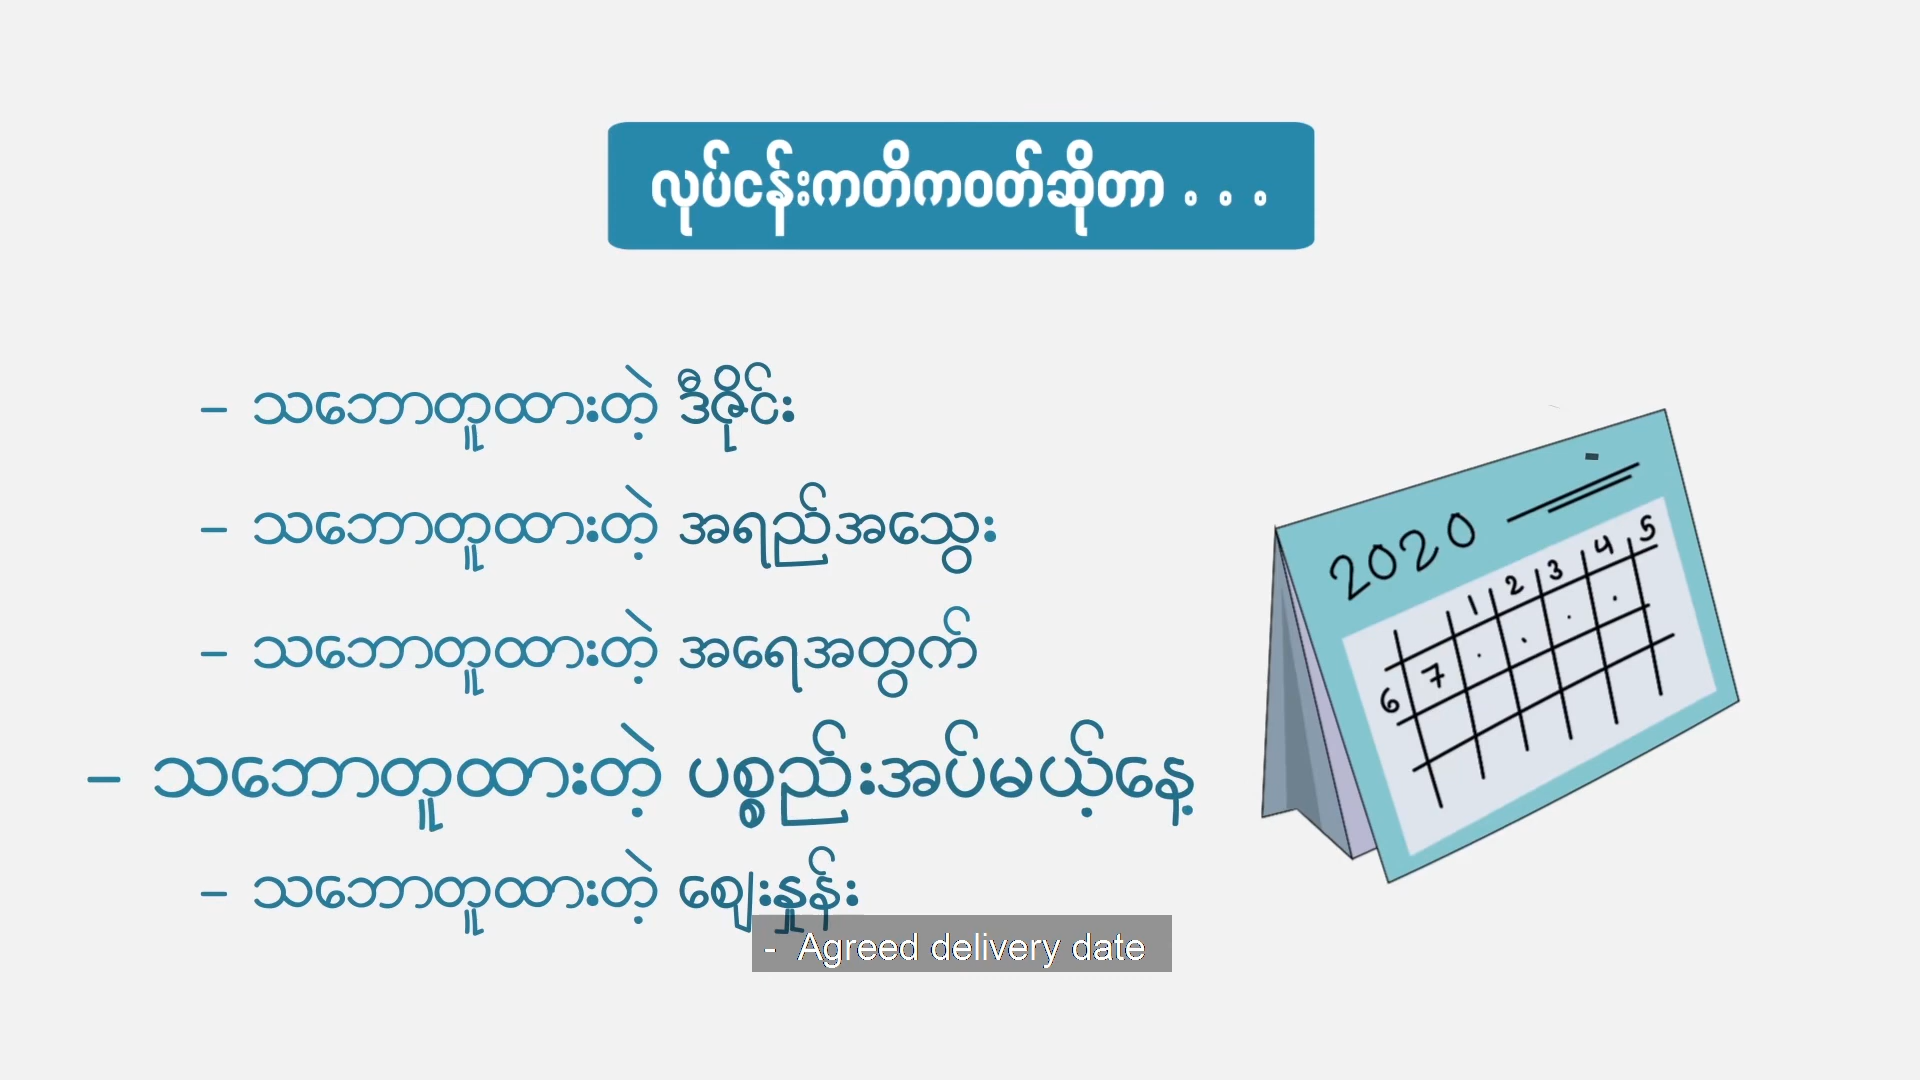 လုပ်ငန်းကတိကဝတ်ဆိုတာ . . .
- သဘောတူထားတဲ့ ဒီဇိုင်း
- သဘောတူထားတဲ့ အရည်အသွေး
- သဘောတူထားတဲ့ အရေအတွက်
- သဘောတူထားတဲ့ ပစ္စည်းအပ်မယ့်နေ့
- သဘောတူထားတဲ့ ဈေးနှုန်း
- Agreed delivery date
2020
1 2 3 4 5
6 7